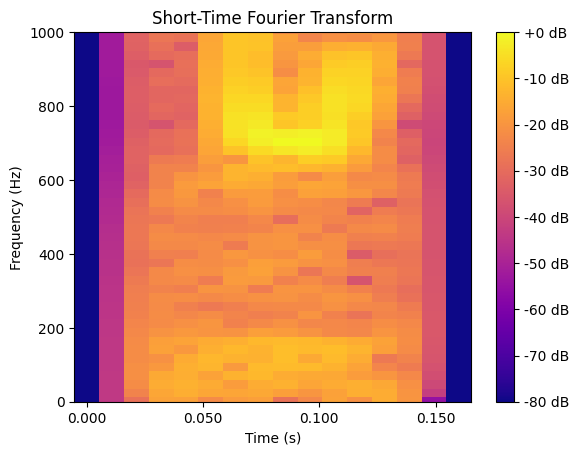 Short-Time Fourier Transform
1000
800
600
400
200
0
Frequency (Hz)
0.000
0.050
0.100
0.150
Time (s)
+0 dB
-10 dB
-20 dB
-30 dB
-40 dB
-50 dB
-60 dB
-70 dB
-80 dB